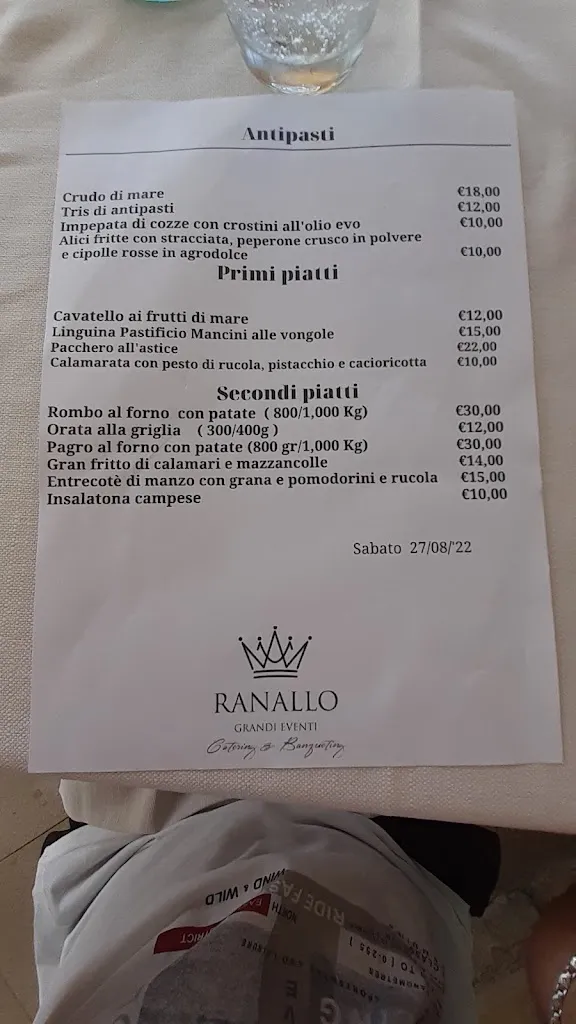 Antipasti
Crudo di mare €18,00
Tris di antipasti €12,00
Impepata di cozze con crostini all'olio evo €10,00
Alici fritte con stracciata, peperone crusco in polvere
e cipolle rosse in agrodolce €10,00
Primi piatti
Cavatello ai frutti di mare €12,00
Linguina Pastificio Mancini alle vongole €15,00
Pacchero all'astice €22,00
Calamarata con pesto di rucola, pistacchio e cacioricotta €10,00
Secondi piatti
Rombo al forno con patate ( 800/1,000 Kg) €30,00
Orata alla griglia ( 300/400g ) €12,00
Pagro al forno con patate (800 gr/1,000 Kg) €30,00
Gran fritto di calamari e mazzancolle €14,00
Entrecotè di manzo con grana e pomodorini e rucola €15,00
Insalatona campese €10,00
Sabato 27/08/'22
RANALLO
GRANDI EVENTI
Catering & Banqueting
WIND & WILD
RIDE
NORTH